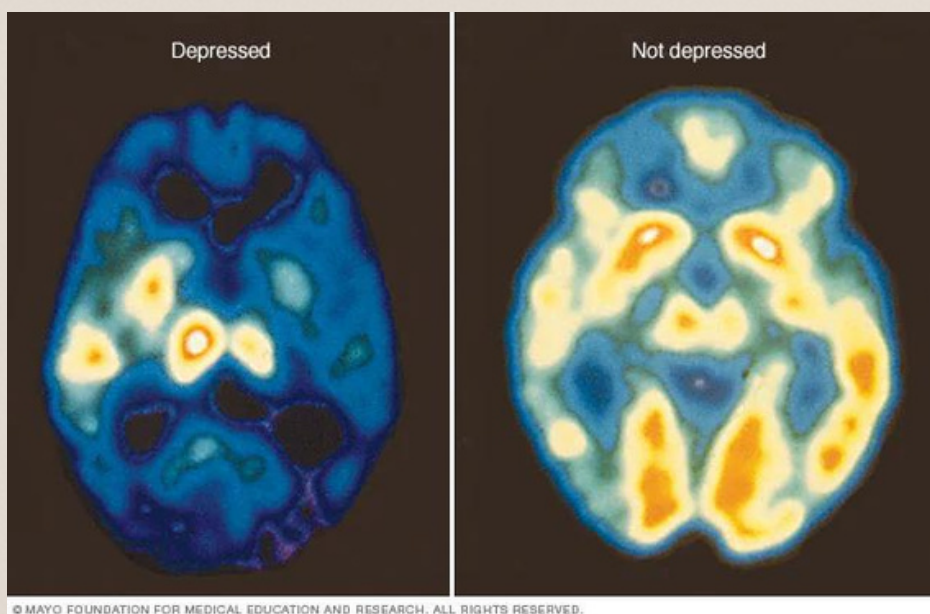 Depressed
Not depressed
© MAYO FOUNDATION FOR MEDICAL EDUCATION AND RESEARCH. ALL RIGHTS RESERVED.